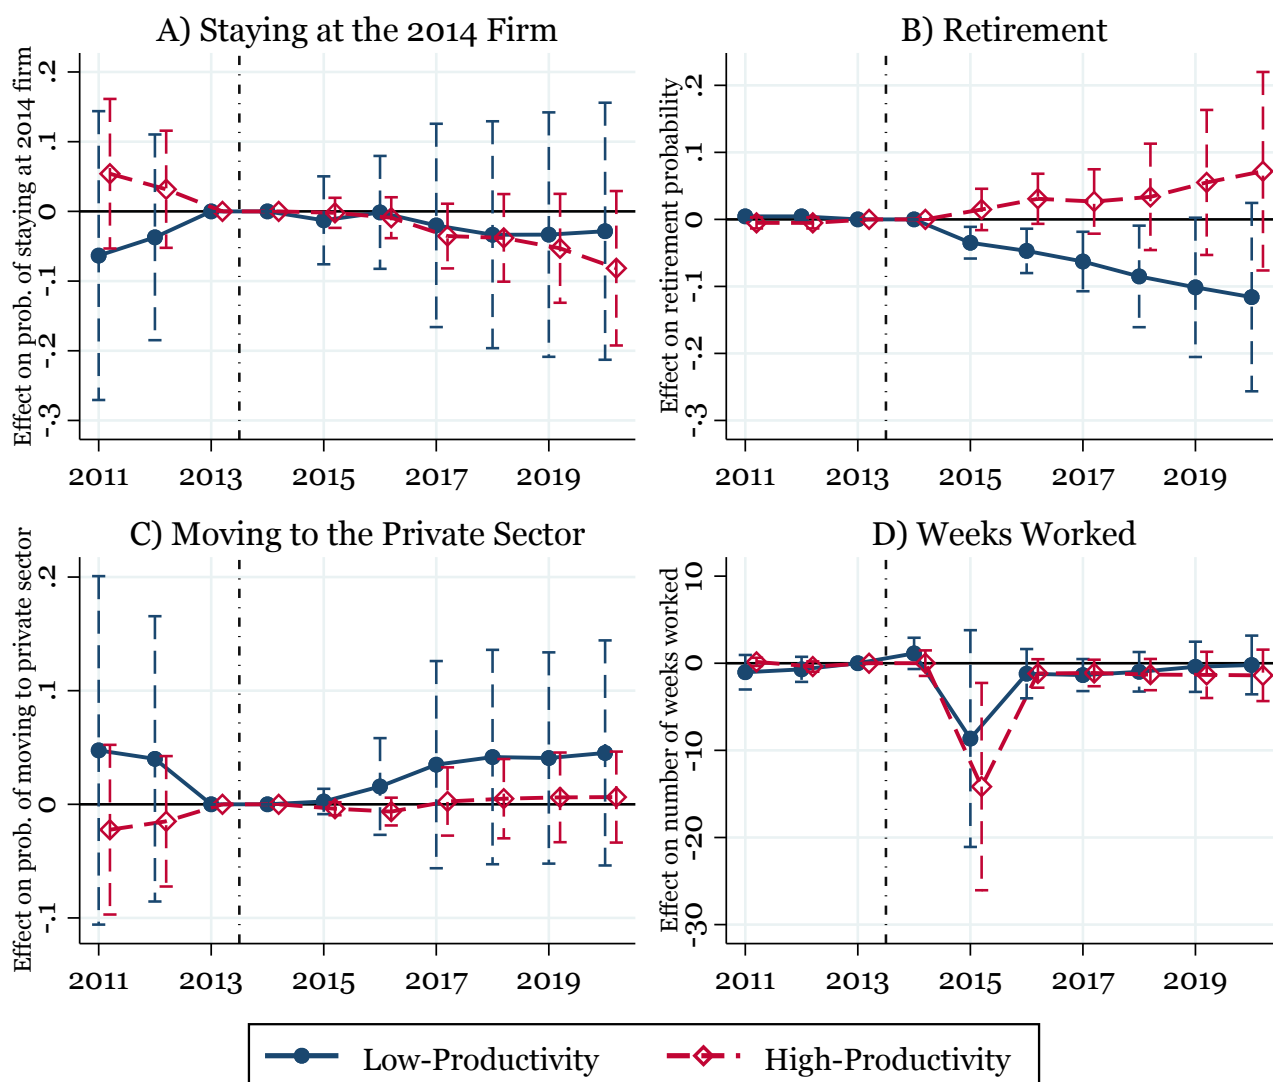 A) Staying at the 2014 Firm
Effect on prob. of staying at 2014 firm
.2
.1
0
-.1
-.2
-.3
2011 2013 2015 2017 2019
B) Retirement
Effect on retirement probability
.2
.1
0
-.1
-.2
-.3
2011 2013 2015 2017 2019
C) Moving to the Private Sector
Effect on prob. of moving to private sector
.2
.1
0
-.1
2011 2013 2015 2017 2019
D) Weeks Worked
Effect on number of weeks worked
10
0
-10
-20
-30
2011 2013 2015 2017 2019
Low-Productivity
High-Productivity